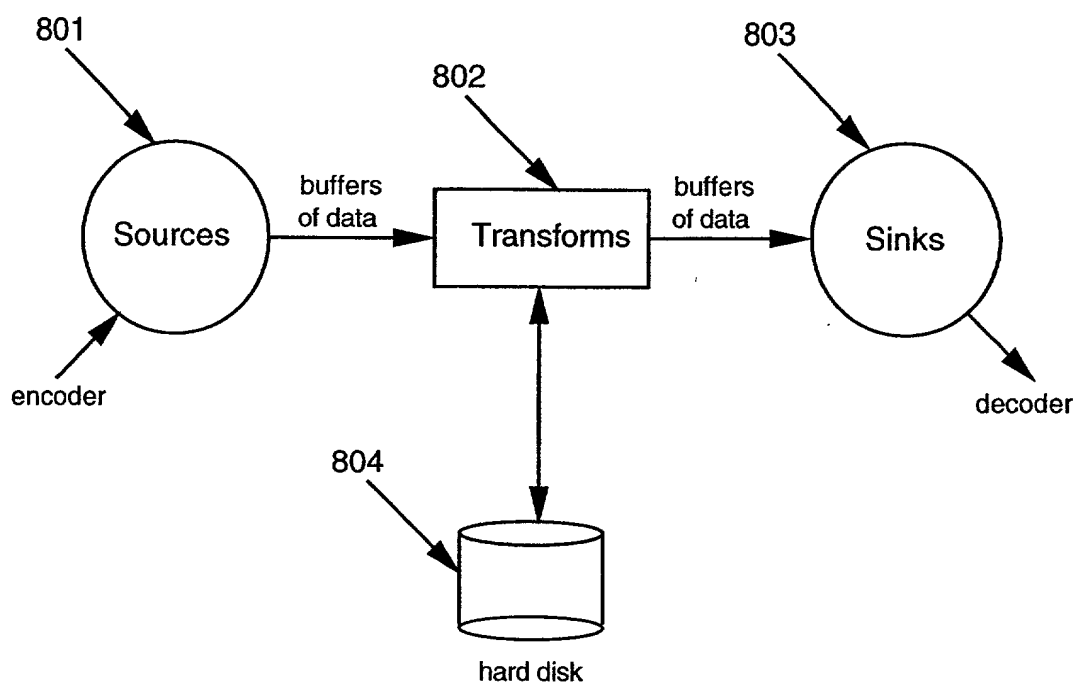 801
802
803
buffers
of data
buffers
of data
Sources
Transforms
Sinks
encoder
decoder
804
hard disk